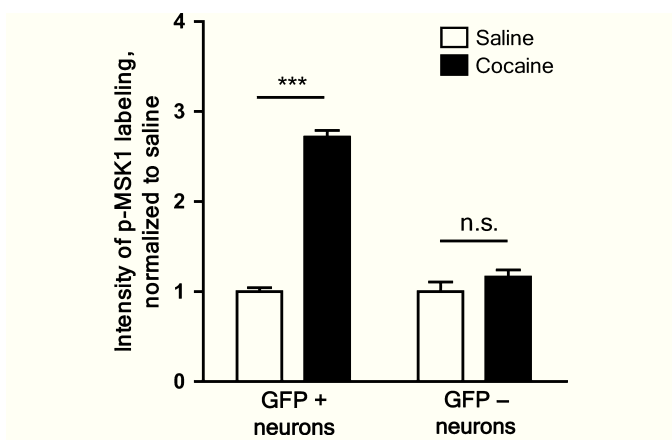 Intensity of p-MSK1 labeling,
normalized to saline
4
3
2
1
0
Saline
Cocaine
***
n.s.
GFP +
neurons
GFP –
neurons